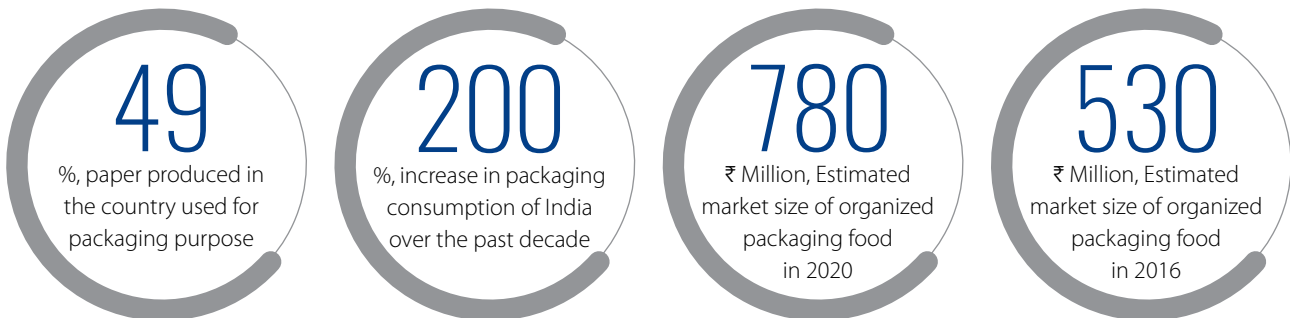 49
%, paper produced in
the country used for
packaging purpose
200
%, increase in packaging
consumption of India
over the past decade
780
₹ Million, Estimated
market size of organized
packaging food
in 2020
530
₹ Million, Estimated
market size of organized
packaging food
in 2016